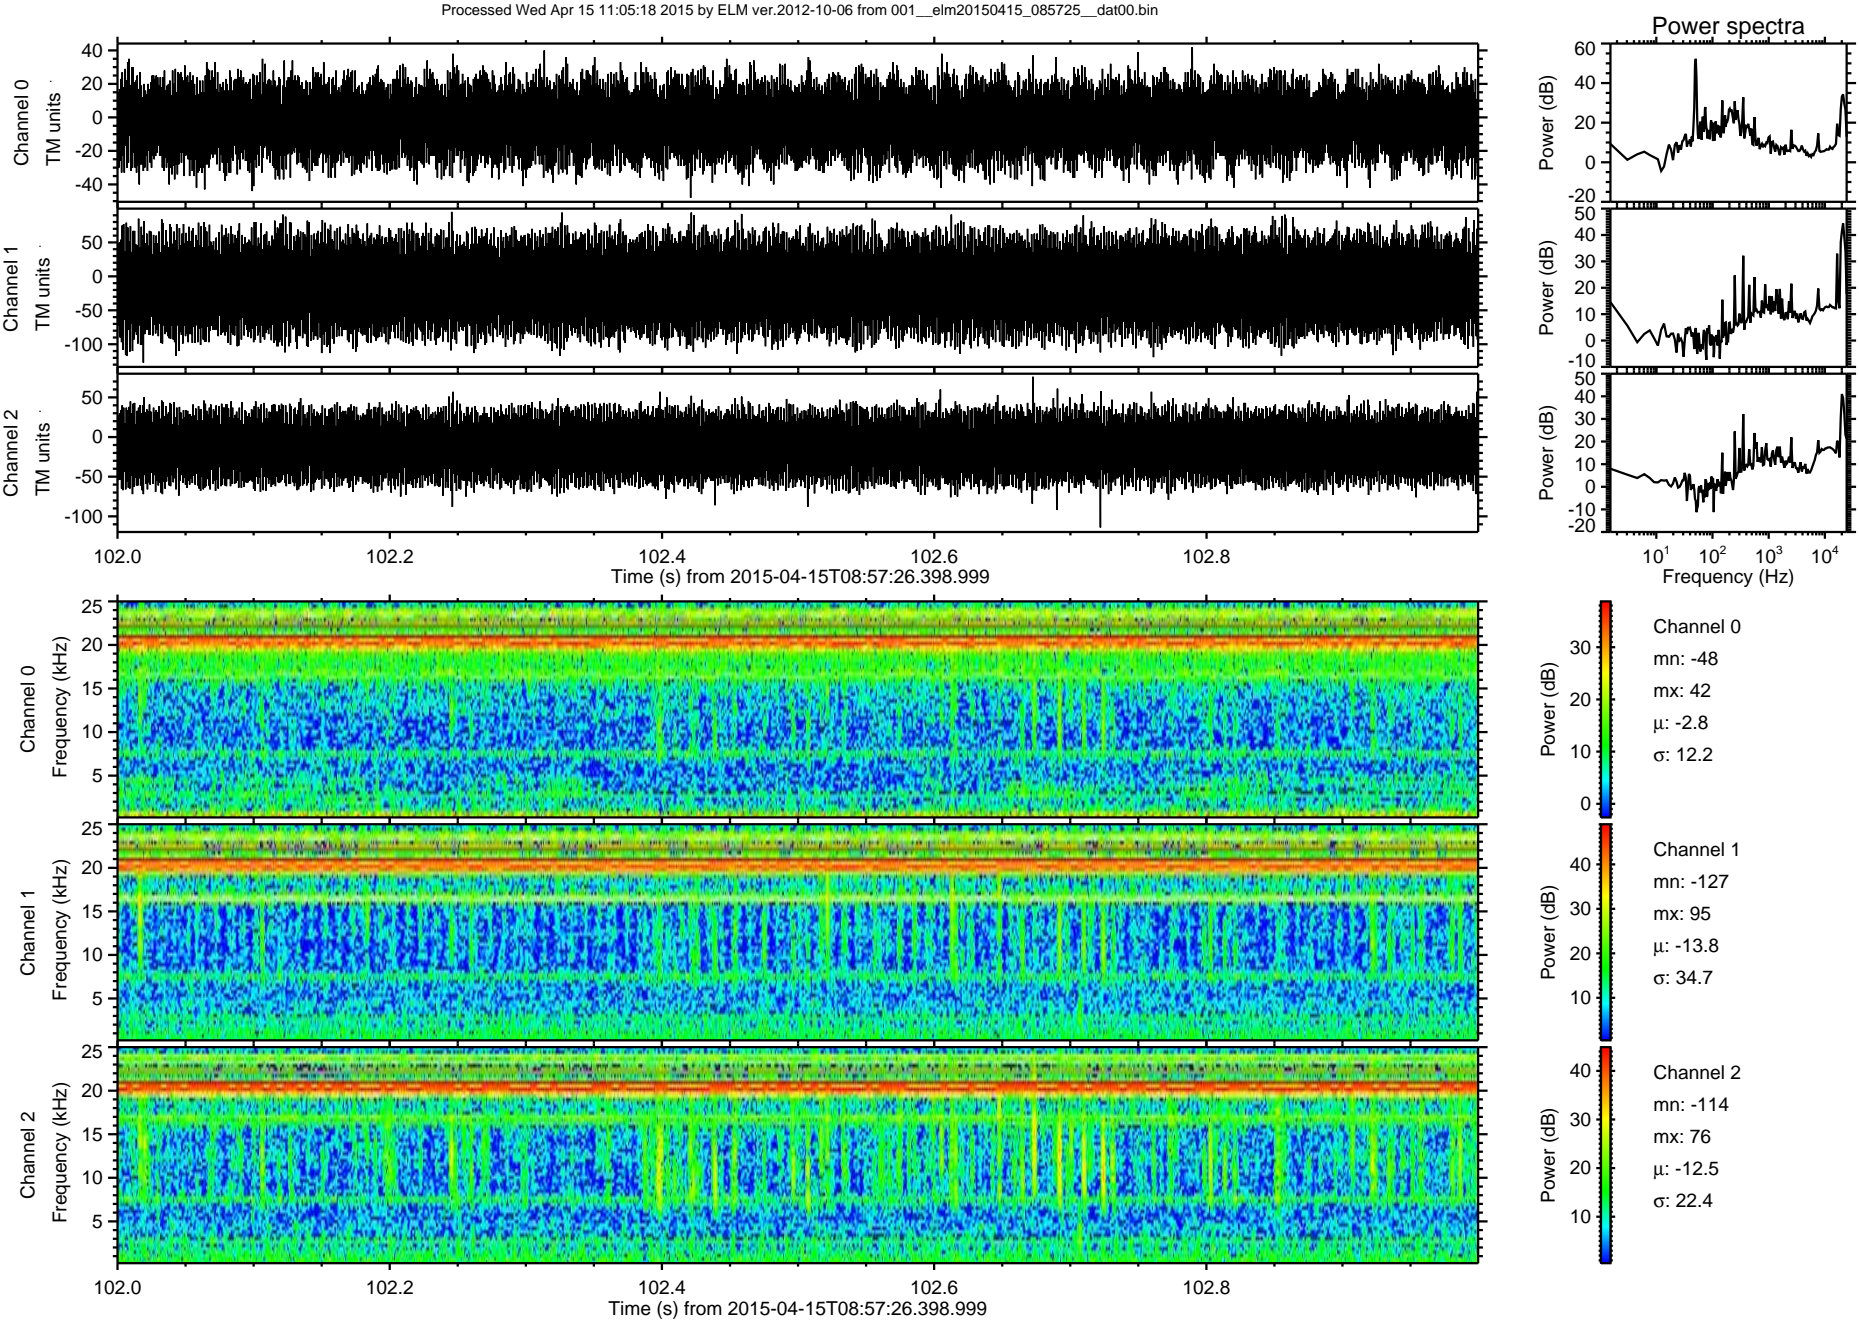 Processed Wed Apr 15 11:05:18 2015 by ELM ver.2012-10-06 from 001__elm20150415_085725__dat00.bin
Power spectra
Channel 0
TM units
40
20
0
-20
-40
Power (dB)
60
40
20
0
-20
Channel 1
TM units
50
0
-50
-100
Power (dB)
50
40
30
20
10
0
-10
Channel 2
TM units
50
0
-50
-100
Power (dB)
50
40
30
20
10
0
-10
-20
102.0 102.2 102.4 102.6 102.8
Time (s) from 2015-04-15T08:57:26.398.999
10^1 10^2 10^3 10^4
Frequency (Hz)
Channel 0
Frequency (kHz)
25
20
15
10
5
Power (dB)
30
20
10
0
Channel 0
mn: -48
mx: 42
μ: -2.8
σ: 12.2
Channel 1
Frequency (kHz)
25
20
15
10
5
Power (dB)
40
30
20
10
Channel 1
mn: -127
mx: 95
μ: -13.8
σ: 34.7
Channel 2
Frequency (kHz)
25
20
15
10
5
Power (dB)
40
30
20
10
Channel 2
mn: -114
mx: 76
μ: -12.5
σ: 22.4
102.0 102.2 102.4 102.6 102.8
Time (s) from 2015-04-15T08:57:26.398.999